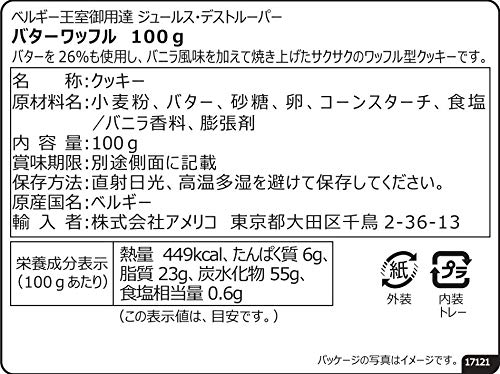 ベルギー王室御用達 ジュールス・デストルーパー
バターワッフル 100g
バターを26%も使用し、バニラ風味を加えて焼き上げたサクサクのワッフル型クッキーです。
名 称:クッキー
原材料名:小麦粉、バター、砂糖、卵、コーンスターチ、食塩
/バニラ香料、膨張剤
内 容 量:100g
賞味期限:別途側面に記載
保存方法:直射日光、高温多湿を避けて保存してください。
原産国名:ベルギー
輸 入 者:株式会社アメリコ 東京都大田区千鳥2-36-13
栄養成分表示
(100gあたり)
熱量 449kcal、たんぱく質 6g、
脂質 23g、炭水化物 55g、
食塩相当量 0.6g
(この表示値は、目安です。)
紙
外装
プラ
内装
トレー
パッケージの写真はイメージです。
17121